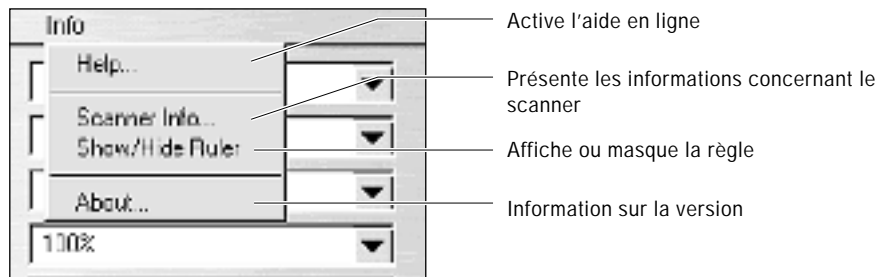 Info
Help...
Scanner Info...
Show/Hide Ruler
About...
100%
Active l'aide en ligne
Présente les informations concernant le
scanner
Affiche ou masque la règle
Information sur la version